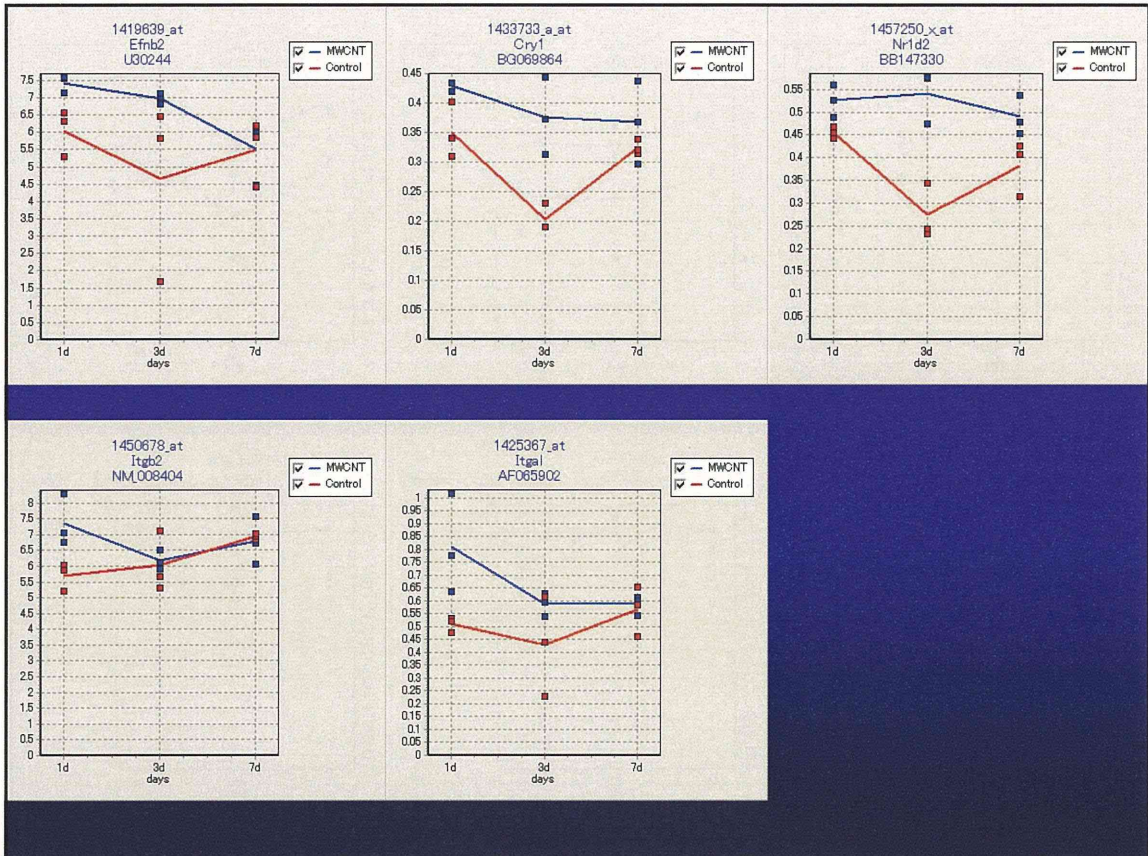 1419639_at
Efnb2
U30244
MWCNT
Control
7.5
7
6.5
6
5.5
5
4.5
4
3.5
3
2.5
2
1.5
1
0.5
0
1d
3d
7d
days
1433733_a_at
Cry1
BG069864
MWCNT
Control
0.45
0.4
0.35
0.3
0.25
0.2
0.15
0.1
0.05
0
1d
3d
7d
days
1457250_x_at
Nr1d2
BB147330
MWCNT
Control
0.55
0.5
0.45
0.4
0.35
0.3
0.25
0.2
0.15
0.1
0.05
0
1d
3d
7d
days
1450678_at
Itgb2
NM_008404
MWCNT
Control
8
7.5
7
6.5
6
5.5
5
4.5
4
3.5
3
2.5
2
1.5
1
0.5
0
1d
3d
7d
days
1425367_at
Itgal
AF065902
MWCNT
Control
1
0.95
0.9
0.85
0.8
0.75
0.7
0.65
0.6
0.55
0.5
0.45
0.4
0.35
0.3
0.25
0.2
0.15
0.1
0.05
0
1d
3d
7d
days